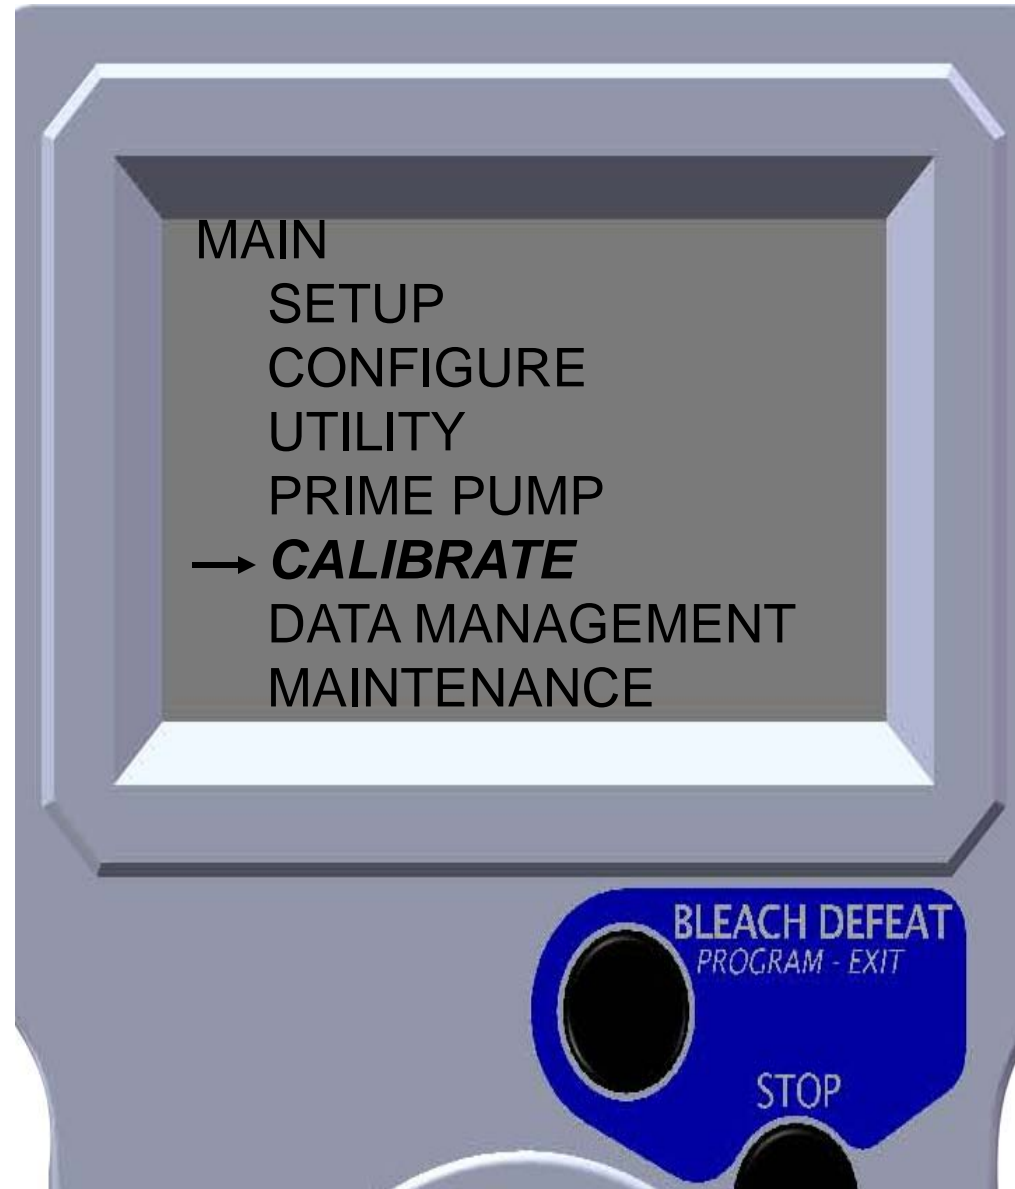 MAIN
SETUP
CONFIGURE
UTILITY
PRIME PUMP
→ CALIBRATE
DATA MANAGEMENT
MAINTENANCE
BLEACH DEFEAT
PROGRAM - EXIT
STOP